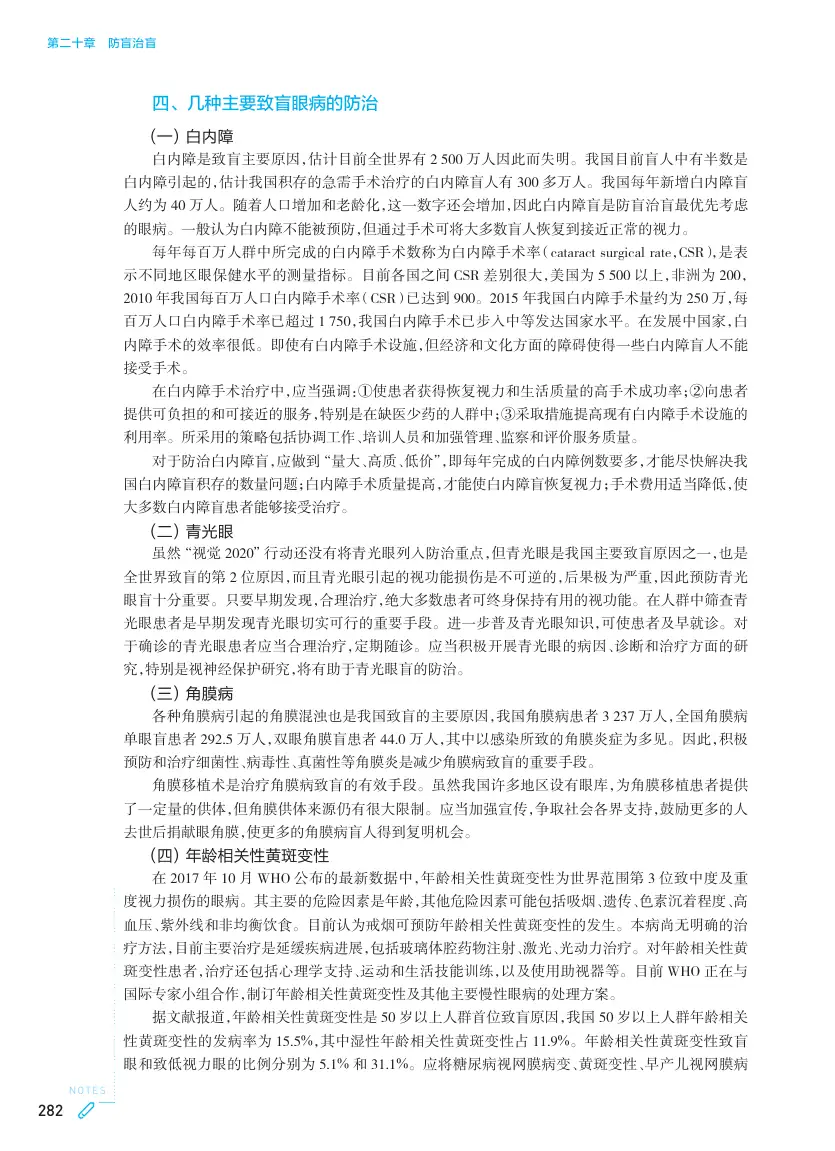 第二十章 防盲治盲
四、几种主要致盲眼病的防治
（一）白内障
白内障是致盲主要原因,估计目前全世界有 2 500 万人因此而失明。我国目前盲人中有半数是
白内障引起的,估计我国积存的急需手术治疗的白内障盲人有 300 多万人。我国每年新增白内障盲
人约为 40 万人。随着人口增加和老龄化,这一数字还会增加,因此白内障盲是防盲治盲最优先考虑
的眼病。一般认为白内障不能被预防,但通过手术可将大多数盲人恢复到接近正常的视力。
每年每百万人群中所完成的白内障手术数称为白内障手术率（cataract surgical rate,CSR）,是表
示不同地区眼保健水平的测量指标。目前各国之间 CSR 差别很大,美国为 5 500 以上,非洲为 200,
2010 年我国每百万人口白内障手术率（CSR）已达到 900。2015 年我国白内障手术量约为 250 万,每
百万人口白内障手术率已超过 1 750,我国白内障手术已步入中等发达国家水平。在发展中国家,白
内障手术的效率很低。即使有白内障手术设施,但经济和文化方面的障碍使得一些白内障盲人不能
接受手术。
在白内障手术治疗中,应当强调:①使患者获得恢复视力和生活质量的高手术成功率;②向患者
提供可负担的和可接近的服务,特别是在缺医少药的人群中;③采取措施提高现有白内障手术设施的
利用率。所采用的策略包括协调工作、培训人员和加强管理、监察和评价服务质量。
对于防治白内障盲,应做到“量大、高质、低价”,即每年完成的白内障例数要多,才能尽快解决我
国白内障盲积存的数量问题;白内障手术质量提高,才能使白内障盲恢复视力;手术费用适当降低,使
大多数白内障盲患者能够接受治疗。
（二）青光眼
虽然“视觉 2020”行动还没有将青光眼列入防治重点,但青光眼是我国主要致盲原因之一,也是
全世界致盲的第 2 位原因,而且青光眼引起的视功能损伤是不可逆的,后果极为严重,因此预防青光
眼盲十分重要。只要早期发现,合理治疗,绝大多数患者可终身保持有用的视功能。在人群中筛查青
光眼患者是早期发现青光眼切实可行的重要手段。进一步普及青光眼知识,可使患者及早就诊。对
于确诊的青光眼患者应当合理治疗,定期随诊。应当积极开展青光眼的病因、诊断和治疗方面的研
究,特别是视神经保护研究,将有助于青光眼盲的防治。
（三）角膜病
各种角膜病引起的角膜混浊也是我国致盲的主要原因,我国角膜病患者 3 237 万人,全国角膜病
单眼盲患者 292.5 万人,双眼角膜盲患者 44.0 万人,其中以感染所致的角膜炎症为多见。因此,积极
预防和治疗细菌性、病毒性、真菌性等角膜炎是减少角膜病致盲的重要手段。
角膜移植术是治疗角膜病致盲的有效手段。虽然我国许多地区设有眼库,为角膜移植患者提供
了一定量的供体,但角膜供体来源仍有很大限制。应当加强宣传,争取社会各界支持,鼓励更多的人
去世后捐献眼角膜,使更多的角膜病盲人得到复明机会。
（四）年龄相关性黄斑变性
在 2017 年 10 月 WHO 公布的最新数据中,年龄相关性黄斑变性为世界范围第 3 位致中度及重
度视力损伤的眼病。其主要的危险因素是年龄,其他危险因素可能包括吸烟、遗传、色素沉着程度、高
血压、紫外线和非均衡饮食。目前认为戒烟可预防年龄相关性黄斑变性的发生。本病尚无明确的治
疗方法,目前主要治疗是延缓疾病进展,包括玻璃体腔药物注射、激光、光动力治疗。对年龄相关性黄
斑变性患者,治疗还包括心理学支持、运动和生活技能训练,以及使用助视器等。目前 WHO 正在与
国际专家小组合作,制订年龄相关性黄斑变性及其他主要慢性眼病的处理方案。
据文献报道,年龄相关性黄斑变性是 50 岁以上人群首位致盲原因,我国 50 岁以上人群年龄相关
性黄斑变性的发病率为 15.5%,其中湿性年龄相关性黄斑变性占 11.9%。年龄相关性黄斑变性致盲
眼和致低视力眼的比例分别为 5.1% 和 31.1%。应将糖尿病视网膜病变、黄斑变性、早产儿视网膜病
NOTES
282